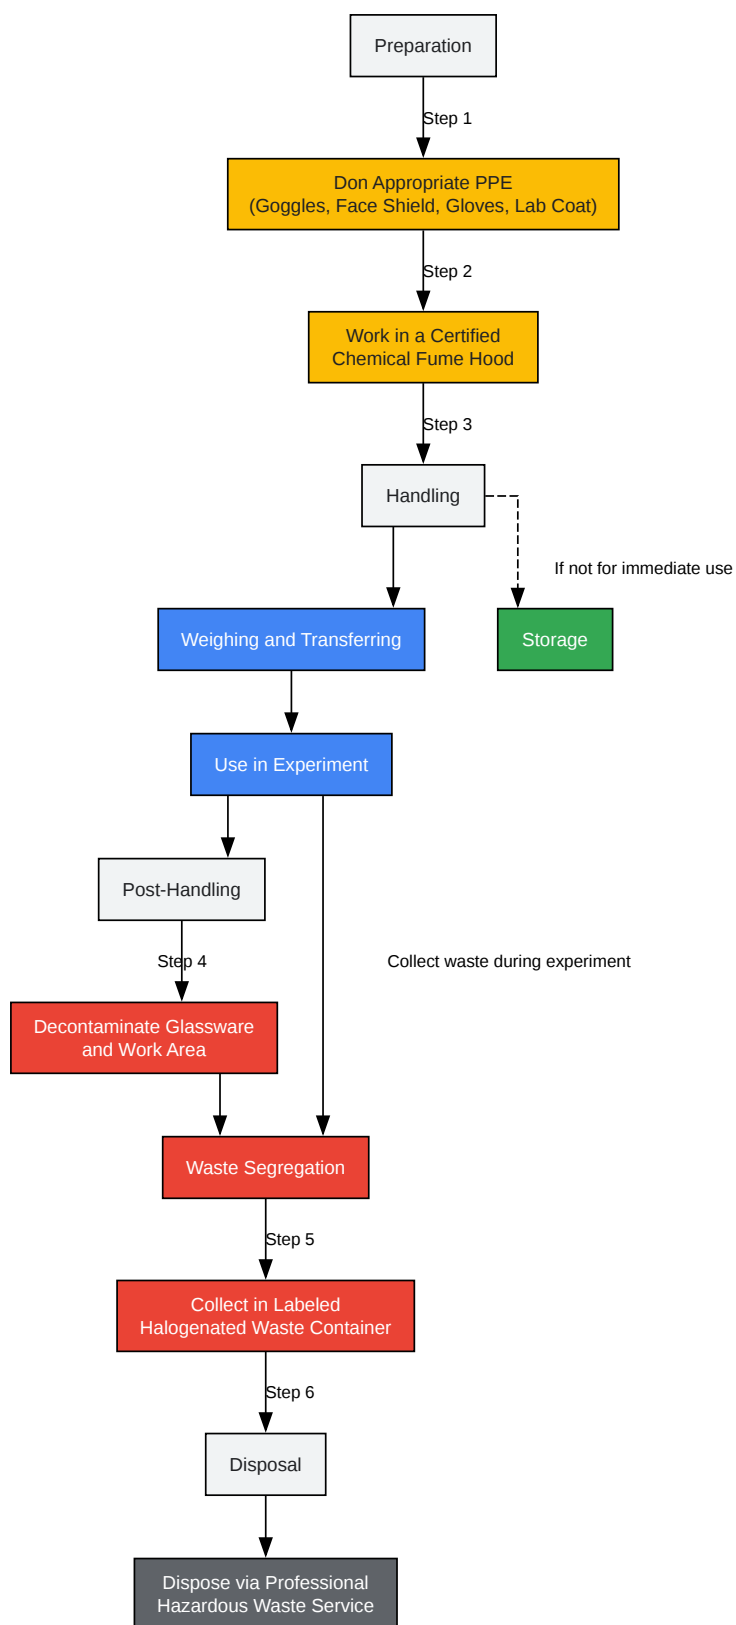 Preparation
Step 1
Don Appropriate PPE
(Goggles, Face Shield, Gloves, Lab Coat)
Step 2
Work in a Certified
Chemical Fume Hood
Step 3
Handling
If not for immediate use
Weighing and Transferring
Storage
Use in Experiment
Post-Handling
Step 4
Collect waste during experiment
Decontaminate Glassware
and Work Area
Waste Segregation
Step 5
Collect in Labeled
Halogenated Waste Container
Step 6
Disposal
Dispose via Professional
Hazardous Waste Service